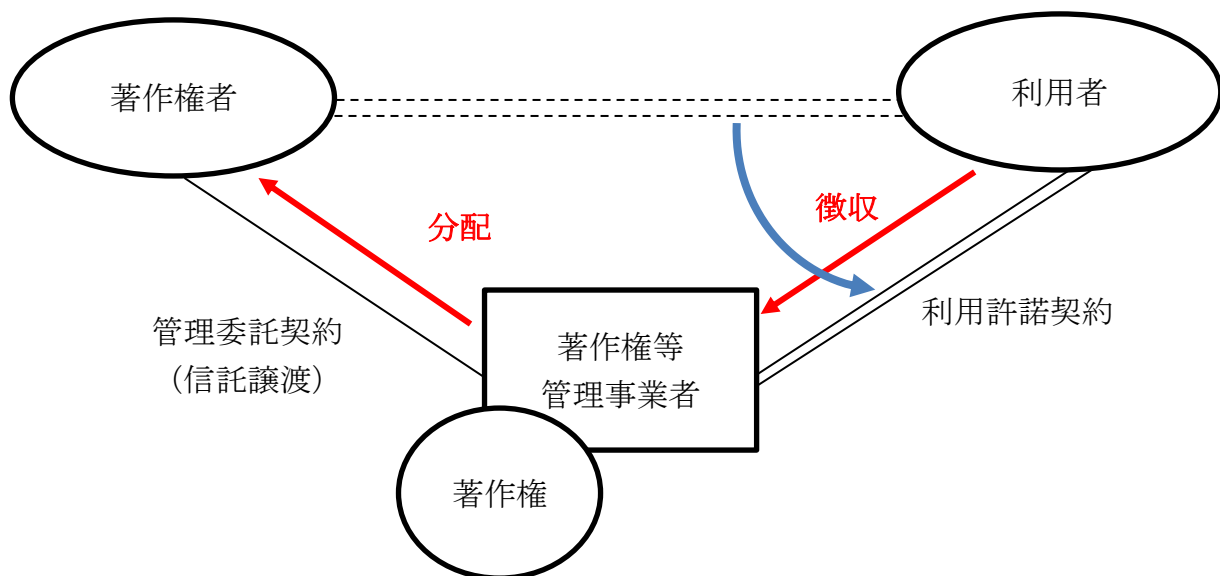 著作権者
利用者
分配
徴収
管理委託契約
（信託譲渡）
著作権等
管理事業者
利用許諾契約
著作権